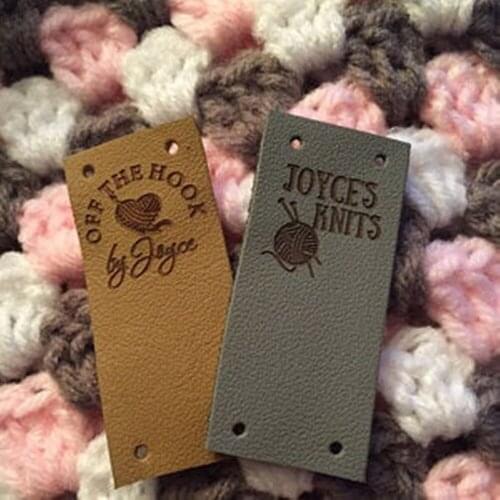 OFF THE HOOK
by Joyce
JOYCE'S
KNITS